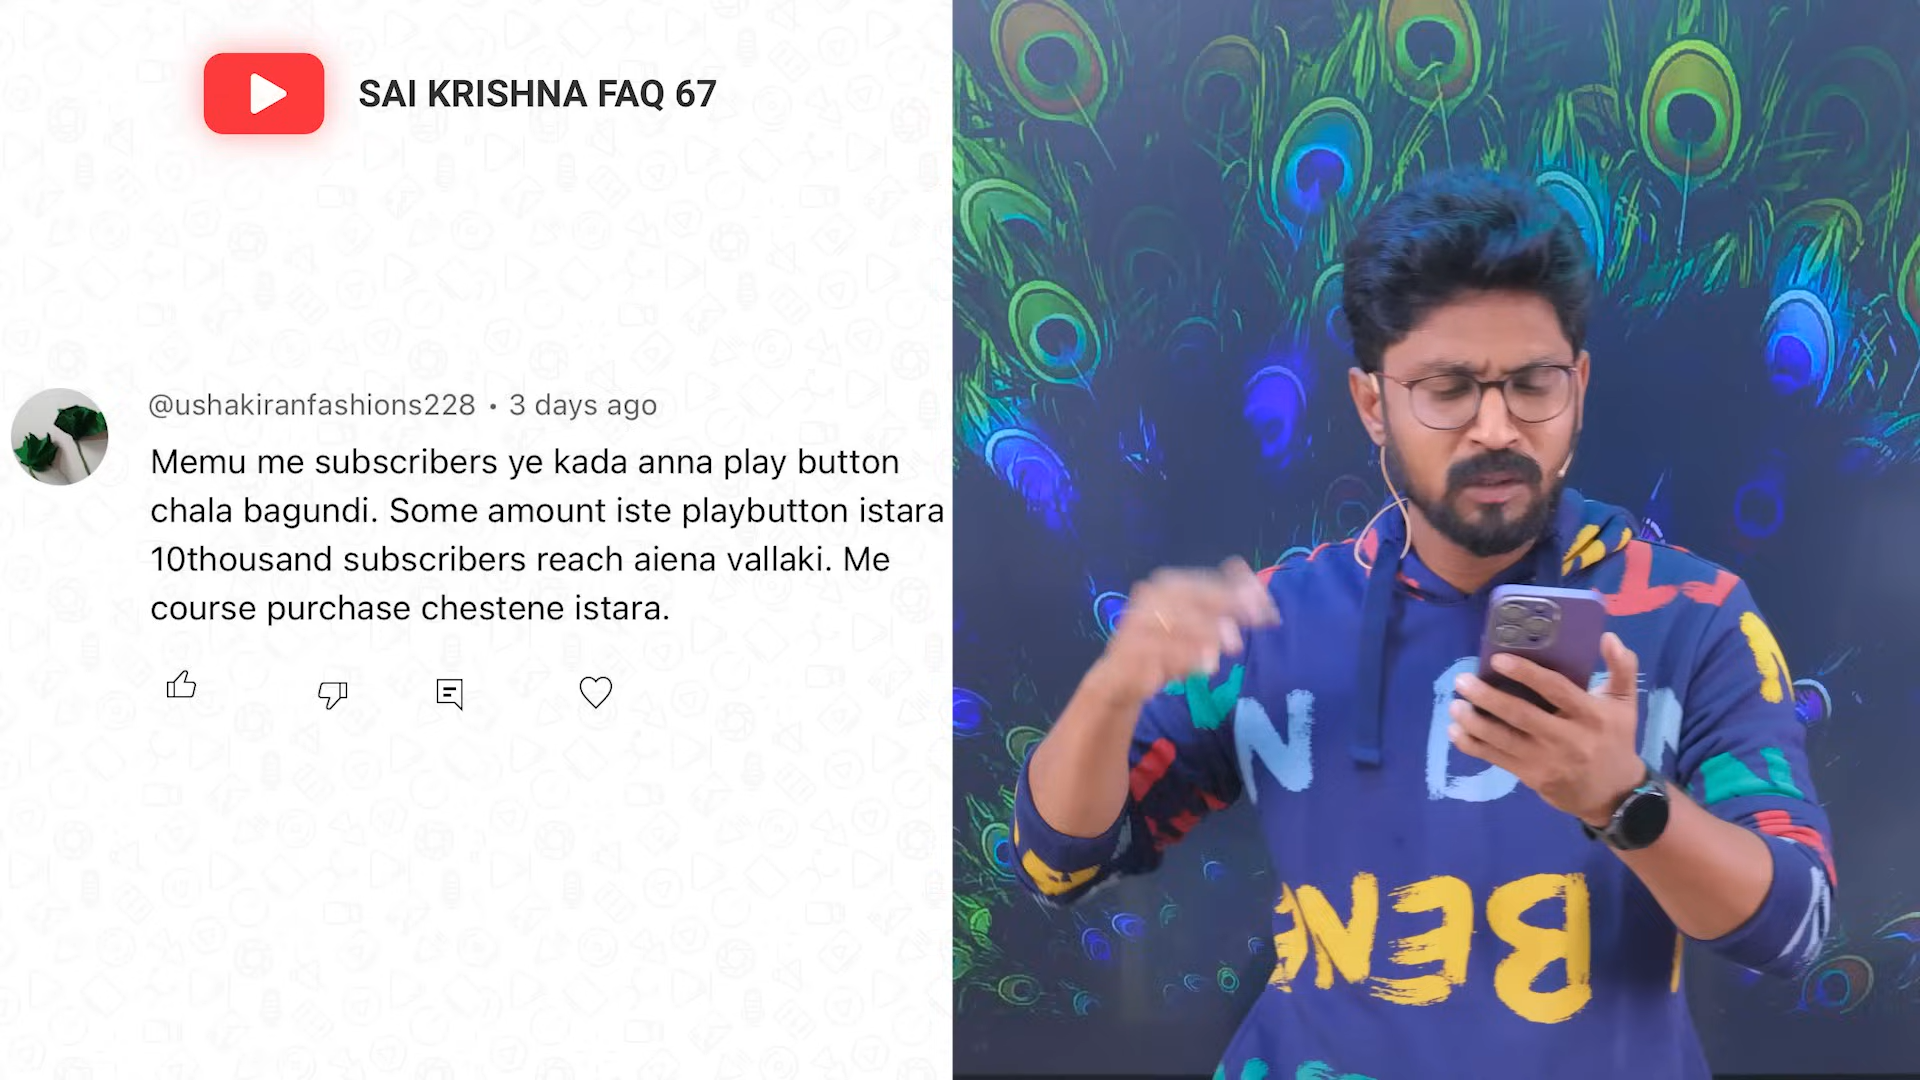 SAI KRISHNA FAQ 67
@ushakiranfashions228 • 3 days ago
Memu me subscribers ye kada anna play button
chala bagundi. Some amount iste playbutton istara
10thousand subscribers reach aiena vallaki. Me
course purchase chestene istara.
BENE